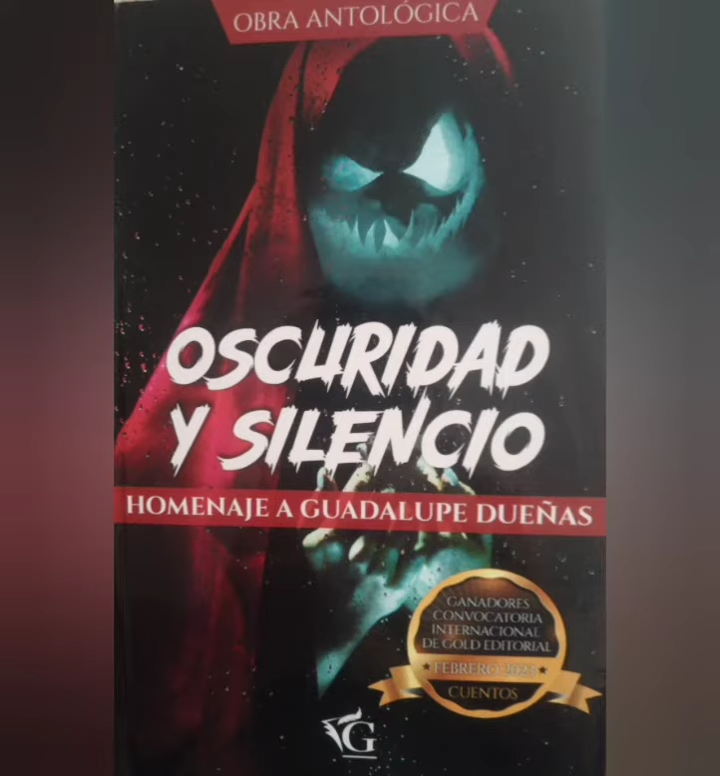 OBRA ANTOLÓGICA
OSCURIDAD
Y SILENCIO
HOMENAJE A GUADALUPE DUEÑAS
GANADORES
CONVOCATORIA
INTERNACIONAL
DE GOLD EDITORIAL
FEBRERO
CUENTOS
G